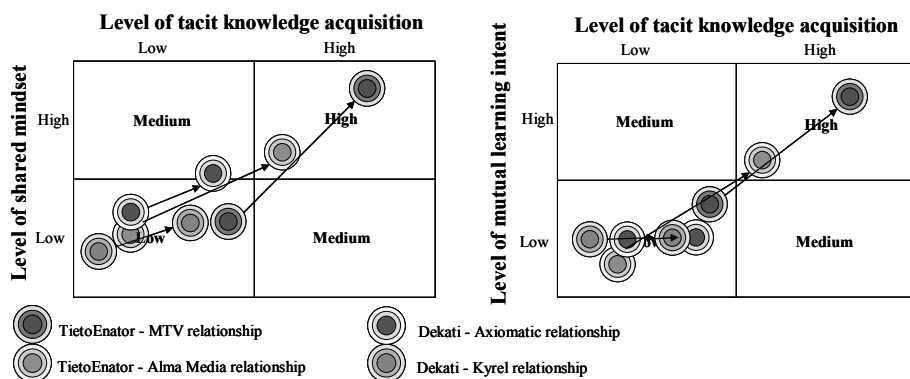 Level of tacit knowledge acquisition
Low
High
Level of shared mindset
High
Low
Medium
High
Low
Medium
Level of tacit knowledge acquisition
Low
High
Level of mutual learning intent
High
Low
Medium
High
Medium
TietoEnator - MTV relationship
TietoEnator - Alma Media relationship
Dekati - Axiomatic relationship
Dekati - Kyrel relationship